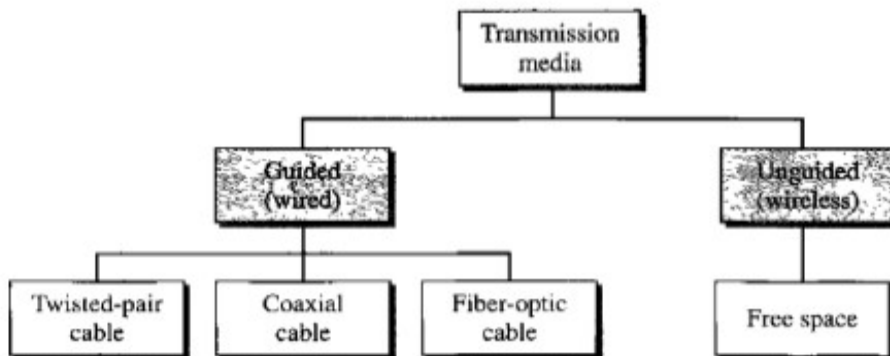 Transmission
media
Guided
(wired)
Unguided
(wireless)
Twisted-pair
cable
Coaxial
cable
Fiber-optic
cable
Free space